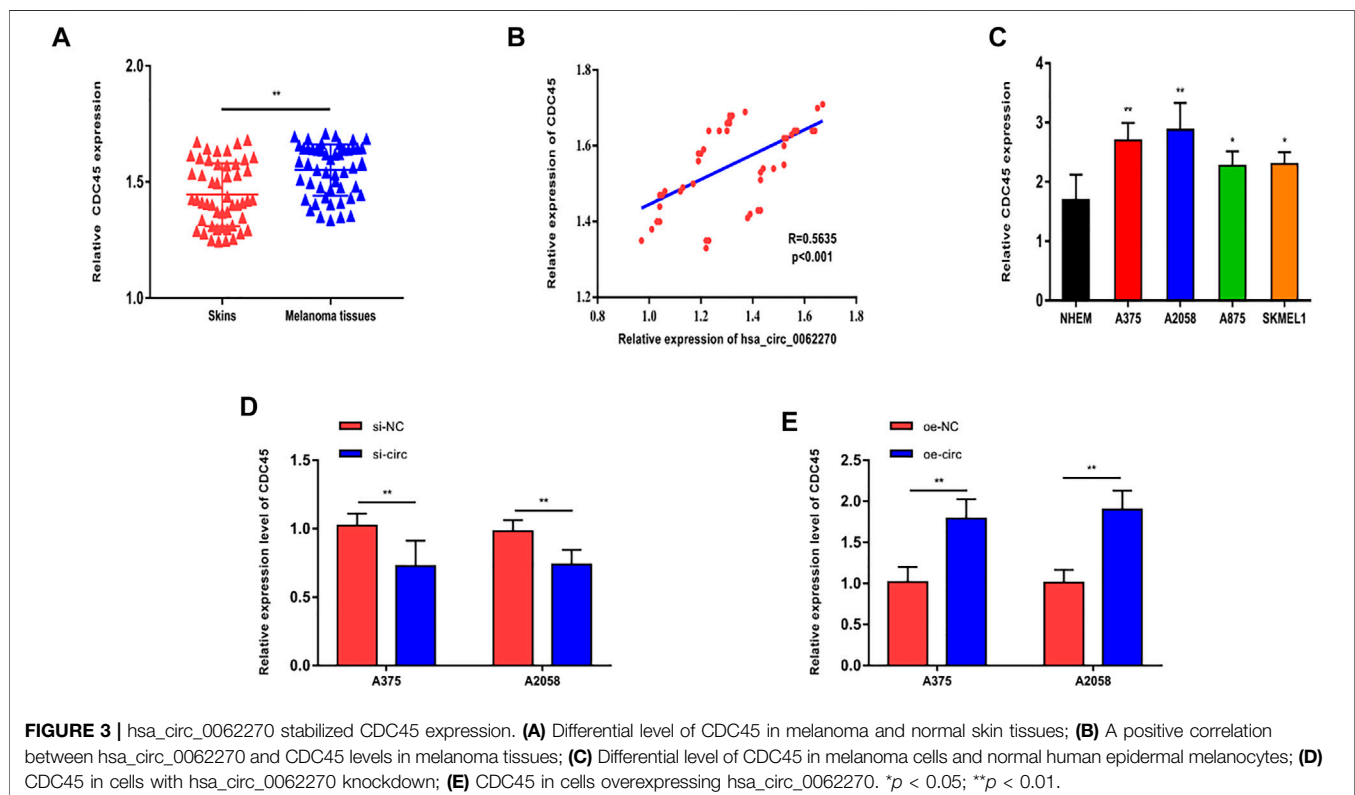 A
Relative CDC45 expression
2.0
1.5
1.0
**
Skins
Melanoma tissues
B
Relative expression of CDC45
1.8
1.6
1.4
1.2
0.8
1.0
1.2
1.4
1.6
1.8
R=0.5635
p<0.001
Relative expression of hsa_circ_0062270
C
Relative CDC45 expression
4
3
2
1
0
**
**
*
*
NHEM
A375
A2058
A875
SKMEL1
D
si-NC
si-circ
Relative expression level of CDC45
1.5
1.0
0.5
0.0
**
**
A375
A2058
E
oe-NC
oe-circ
Relative expression level of CDC45
2.5
2.0
1.5
1.0
0.5
0.0
**
**
A375
A2058
FIGURE 3 | hsa_circ_0062270 stabilized CDC45 expression. (A) Differential level of CDC45 in melanoma and normal skin tissues; (B) A positive correlation
between hsa_circ_0062270 and CDC45 levels in melanoma tissues; (C) Differential level of CDC45 in melanoma cells and normal human epidermal melanocytes; (D)
CDC45 in cells with hsa_circ_0062270 knockdown; (E) CDC45 in cells overexpressing hsa_circ_0062270. *p < 0.05; **p < 0.01.